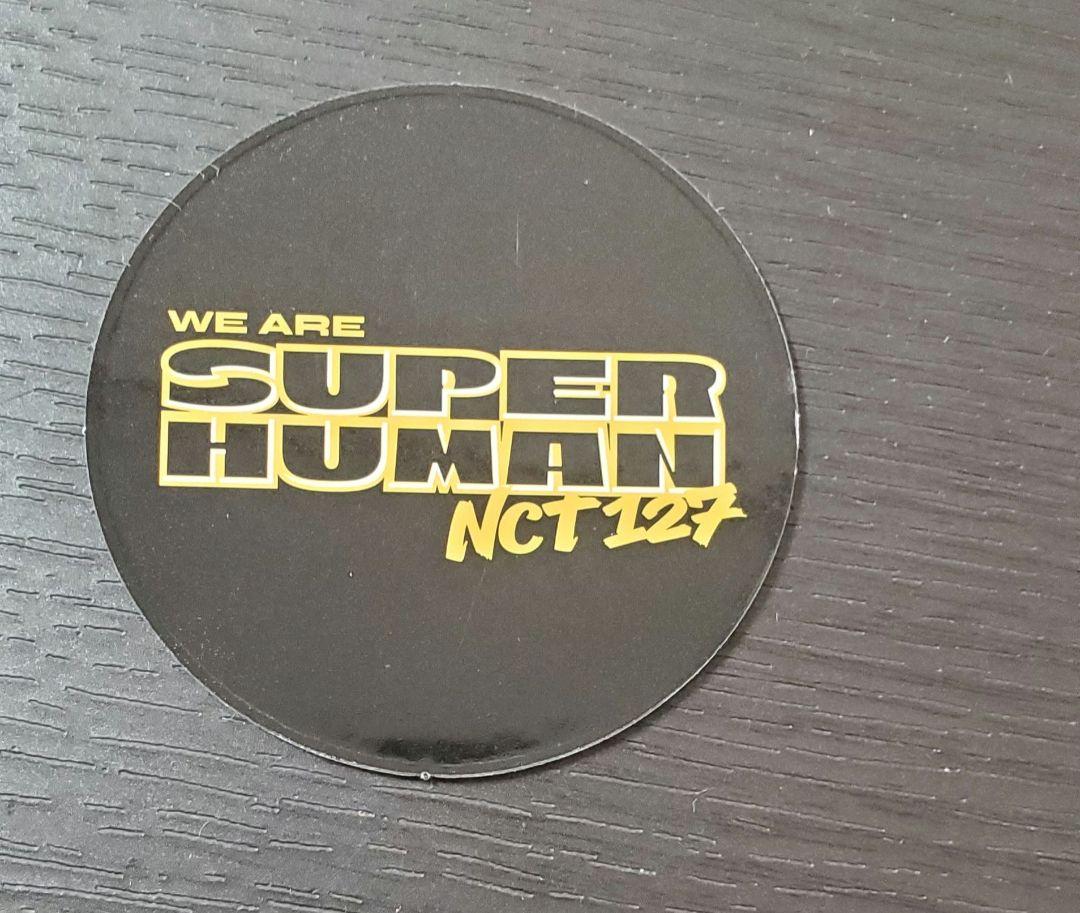 WE ARE
SUPER
HUMAN
NCT 127